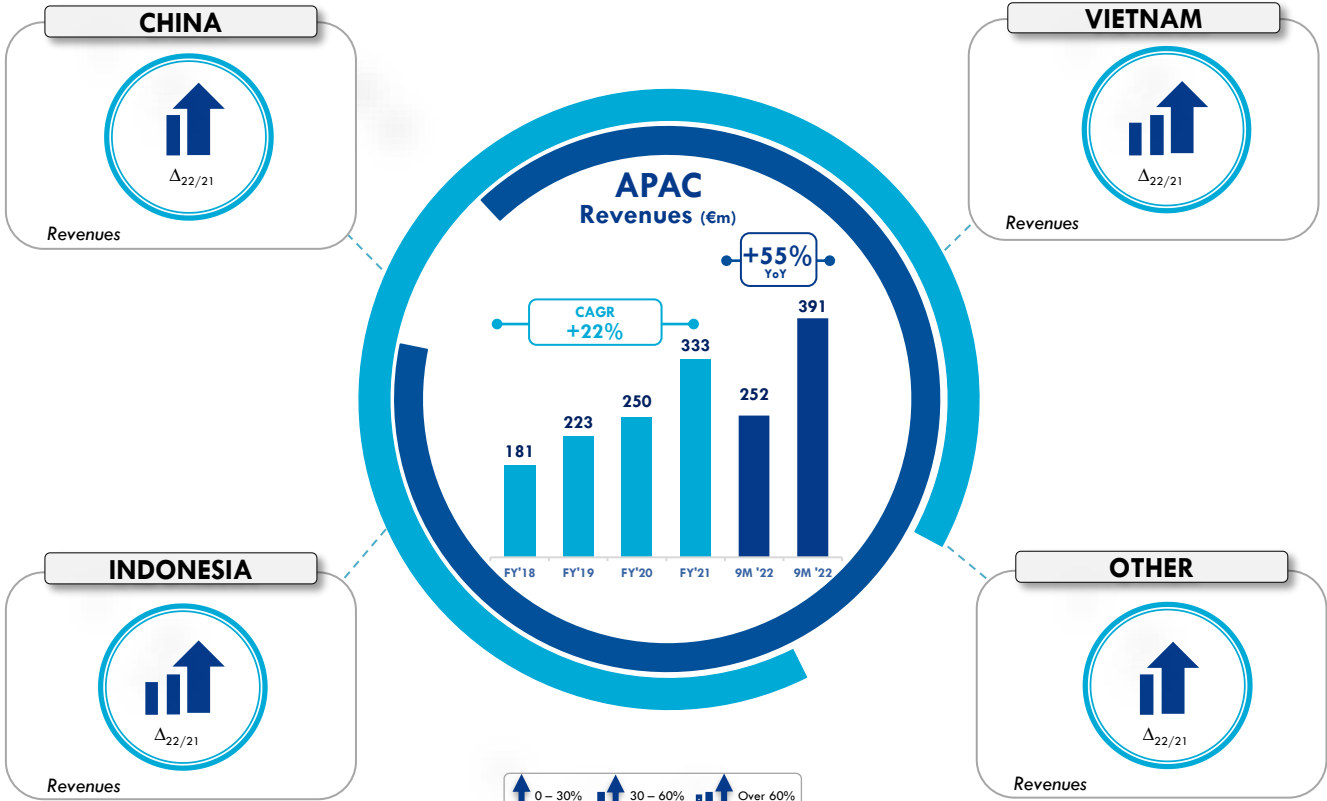 CHINA
Δ22/21
Revenues
VIETNAM
Δ22/21
Revenues
APAC
Revenues (€m)
+55%
YoY
CAGR
+22%
181
223
250
333
252
391
FY'18 FY'19 FY'20 FY'21 9M '22 9M '22
INDONESIA
Δ22/21
Revenues
OTHER
Δ22/21
Revenues
0 – 30% 30 – 60% Over 60%